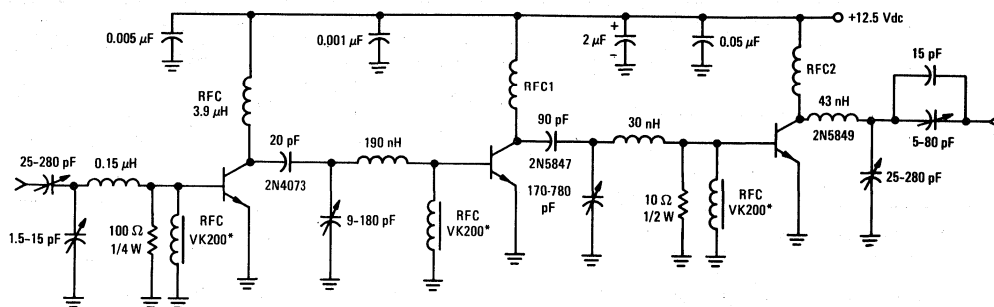 +12.5 Vdc
0.005 µF
0.001 µF
+
2 µF
–
0.05 µF
RFC
3.9 µH
RFC1
RFC2
15 pF
43 nH
2N5849
5–80 pF
25–280 pF
20 pF
2N4073
190 nH
90 pF
2N5847
30 nH
25–280 pF
0.15 µH
1.5–15 pF
100 Ω
1/4 W
RFC
VK200*
9–180 pF
RFC
VK200*
170-780
pF
10 Ω
1/2 W
RFC
VK200*